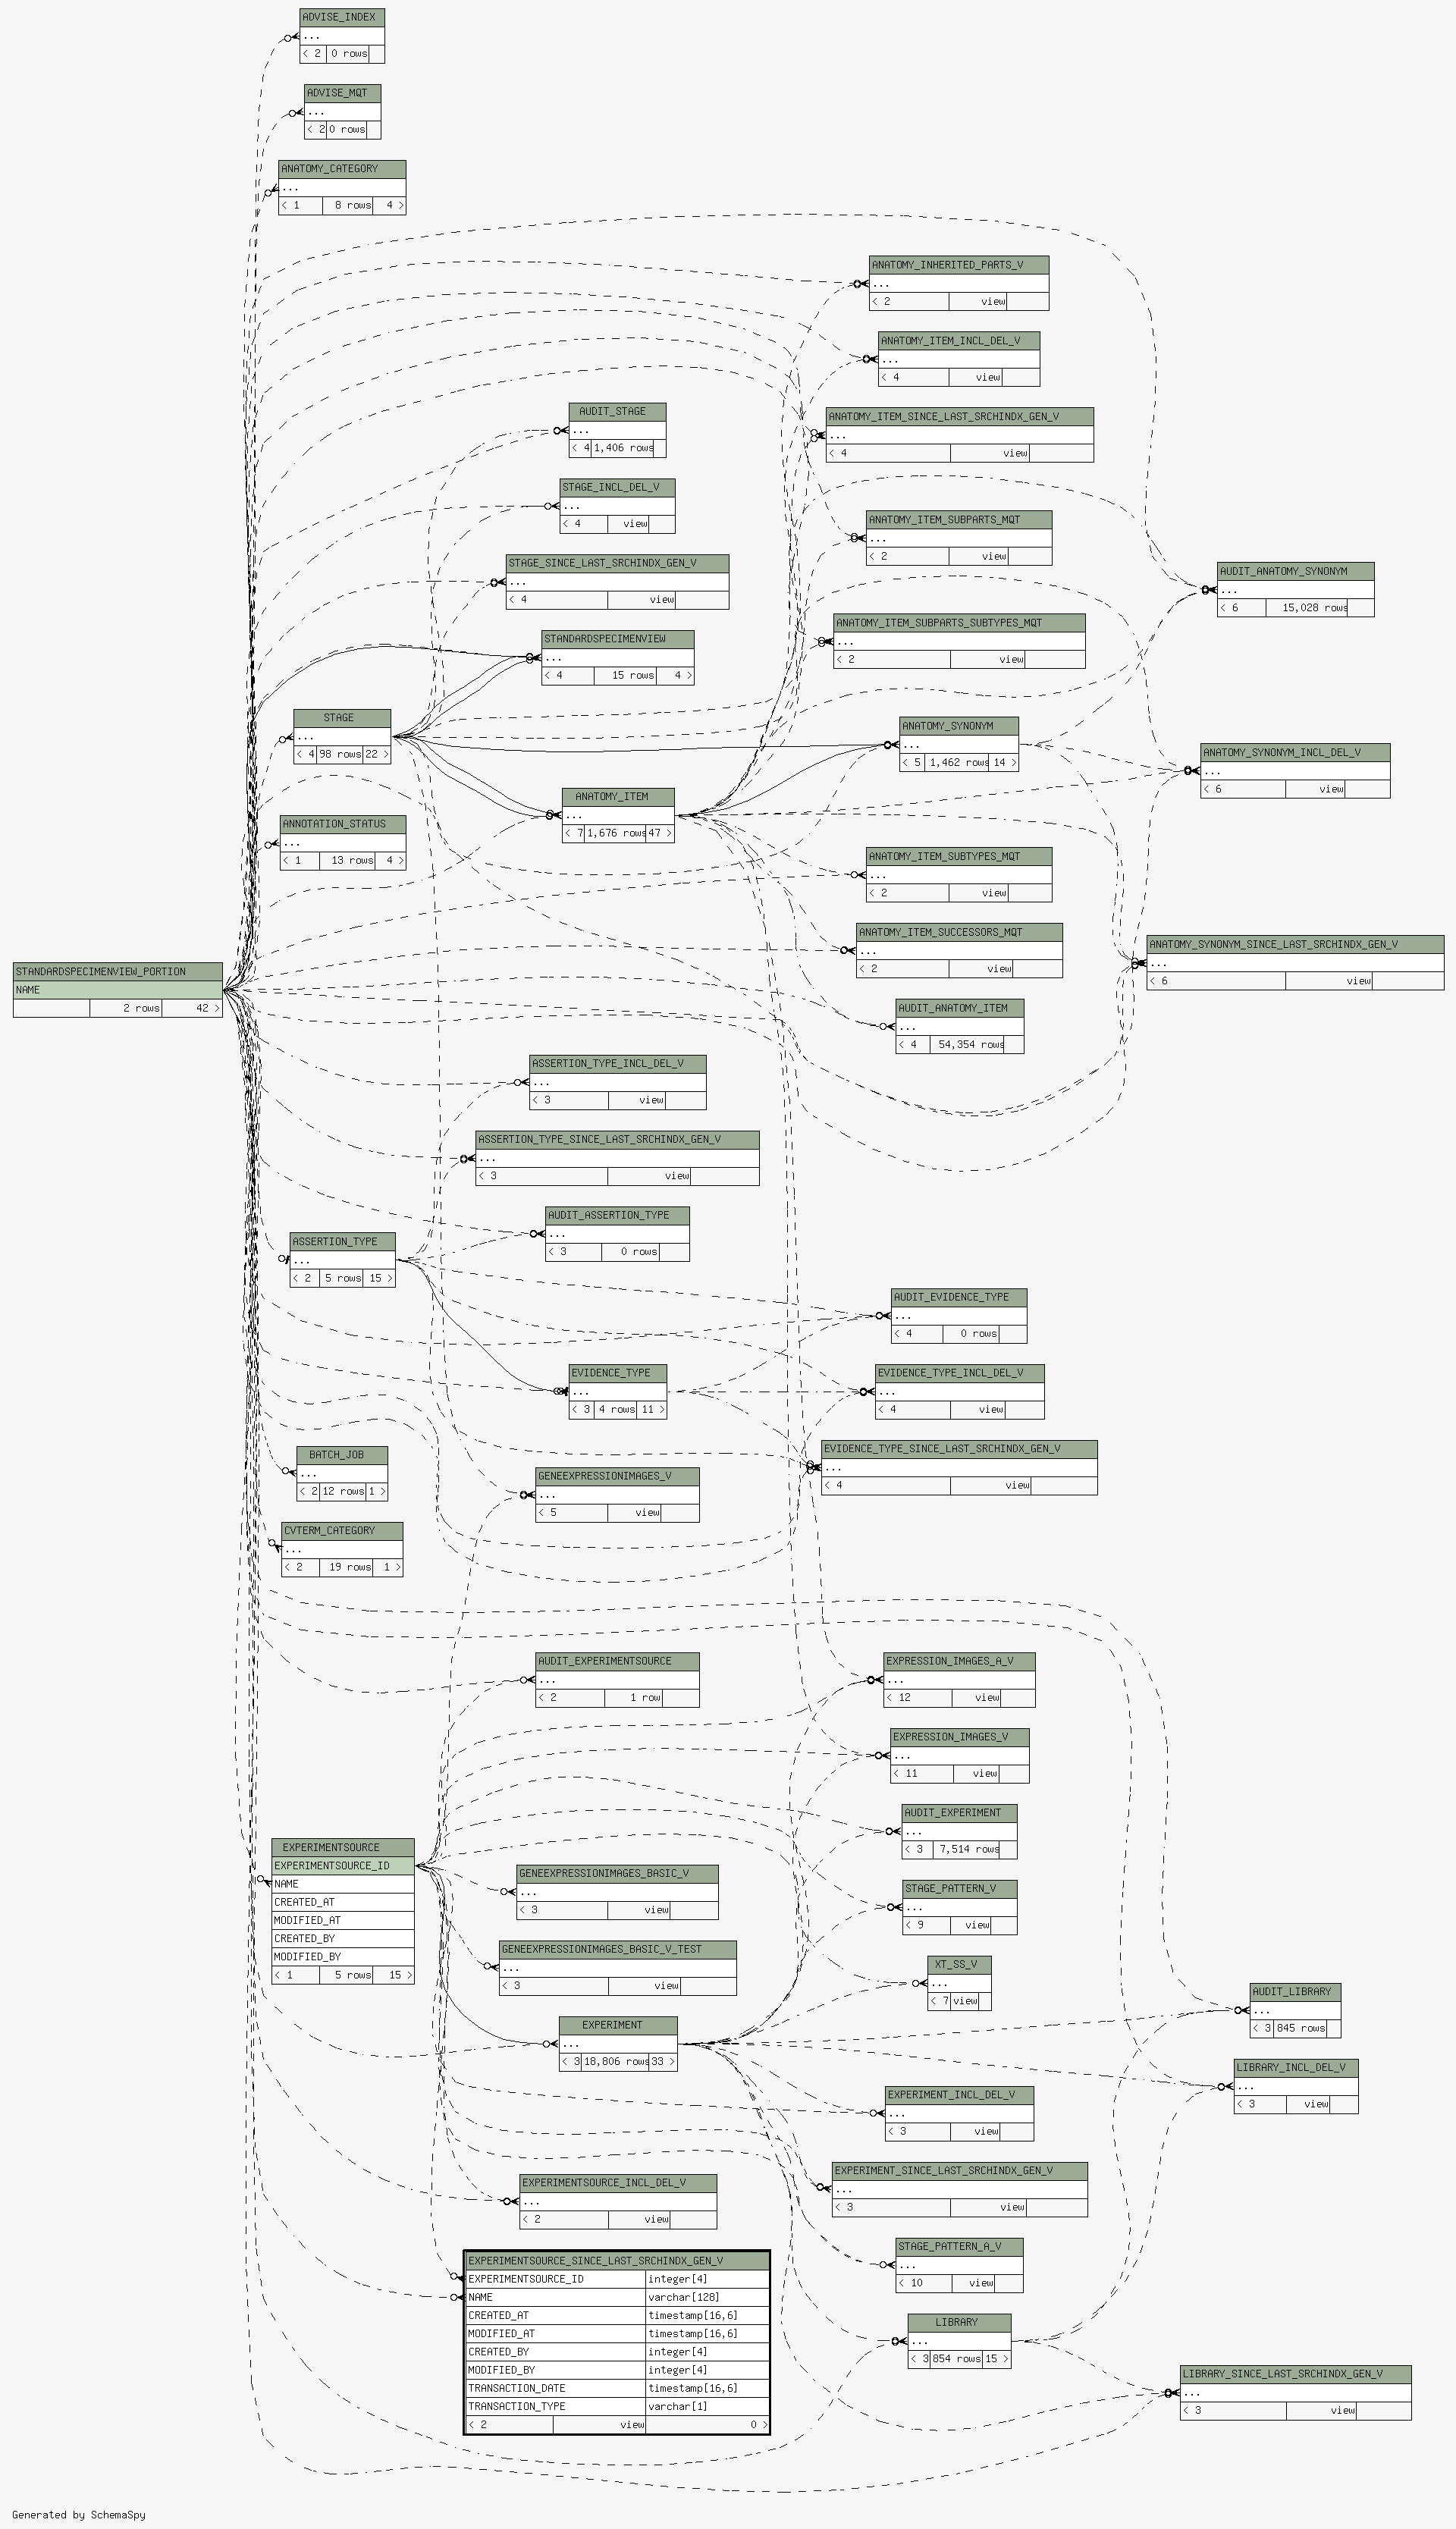 ADVISE_INDEX
...
< 2 0 rows
ADVISE_MQT
...
< 2 0 rows
ANATOMY_CATEGORY
...
< 1 8 rows 4 >
ANATOMY_INHERITED_PARTS_V
...
< 2 view
ANATOMY_ITEM_INCL_DEL_V
...
< 4 view
AUDIT_STAGE
...
< 4 1,406 rows
ANATOMY_ITEM_SINCE_LAST_SRCHINDX_GEN_V
...
< 4 view
STAGE_INCL_DEL_V
...
< 4 view
ANATOMY_ITEM_SUBPARTS_MQT
...
< 2 view
STAGE_SINCE_LAST_SRCHINDX_GEN_V
...
< 4 view
AUDIT_ANATOMY_SYNONYM
...
< 6 15,028 rows
ANATOMY_ITEM_SUBPARTS_SUBTYPES_MQT
...
< 2 view
STANDARDSPECIMENVIEW
...
< 4 15 rows 4 >
STAGE
...
< 4 98 rows 22 >
ANATOMY_SYNONYM
...
< 5 1,462 rows 14 >
ANATOMY_SYNONYM_INCL_DEL_V
...
< 6 view
ANATOMY_ITEM
...
< 7 1,676 rows 47 >
ANNOTATION_STATUS
...
< 1 13 rows 4 >
ANATOMY_ITEM_SUBTYPES_MQT
...
< 2 view
ANATOMY_ITEM_SUCCESSORS_MQT
...
< 2 view
ANATOMY_SYNONYM_SINCE_LAST_SRCHINDX_GEN_V
...
< 6 view
STANDARDSPECIMENVIEW_PORTION
NAME
2 rows 42 >
AUDIT_ANATOMY_ITEM
...
< 4 54,354 rows
ASSERTION_TYPE_INCL_DEL_V
...
< 3 view
ASSERTION_TYPE_SINCE_LAST_SRCHINDX_GEN_V
...
< 3 view
AUDIT_ASSERTION_TYPE
...
< 3 0 rows
ASSERTION_TYPE
...
< 2 5 rows 15 >
AUDIT_EVIDENCE_TYPE
...
< 4 0 rows
EVIDENCE_TYPE
...
< 3 4 rows 11 >
EVIDENCE_TYPE_INCL_DEL_V
...
< 4 view
EVIDENCE_TYPE_SINCE_LAST_SRCHINDX_GEN_V
...
< 4 view
BATCH_JOB
...
< 2 12 rows 1 >
GENEEXPRESSIONIMAGES_V
...
< 5 view
CVTERM_CATEGORY
...
< 2 19 rows 1 >
AUDIT_EXPERIMENTSOURCE
...
< 2 1 row
EXPRESSION_IMAGES_A_V
...
< 12 view
EXPRESSION_IMAGES_V
...
< 11 view
AUDIT_EXPERIMENT
...
< 3 7,514 rows
EXPERIMENTSOURCE
EXPERIMENTSOURCE_ID
NAME
CREATED_AT
MODIFIED_AT
CREATED_BY
MODIFIED_BY
< 1 5 rows 15 >
GENEEXPRESSIONIMAGES_BASIC_V
...
< 3 view
STAGE_PATTERN_V
...
< 9 view
GENEEXPRESSIONIMAGES_BASIC_V_TEST
...
< 3 view
XT_SS_V
...
< 7 view
AUDIT_LIBRARY
...
< 3 845 rows
EXPERIMENT
...
< 3 18,806 rows 33 >
LIBRARY_INCL_DEL_V
...
< 3 view
EXPERIMENT_INCL_DEL_V
...
< 3 view
EXPERIMENT_SINCE_LAST_SRCHINDX_GEN_V
...
< 3 view
EXPERIMENTSOURCE_INCL_DEL_V
...
< 2 view
STAGE_PATTERN_A_V
...
< 10 view
EXPERIMENTSOURCE_SINCE_LAST_SRCHINDX_GEN_V
EXPERIMENTSOURCE_ID integer[4]
NAME varchar[128]
CREATED_AT timestamp[16,6]
MODIFIED_AT timestamp[16,6]
CREATED_BY integer[4]
MODIFIED_BY integer[4]
TRANSACTION_DATE timestamp[16,6]
TRANSACTION_TYPE varchar[1]
< 2 view 0 >
LIBRARY
...
< 3 854 rows 15 >
LIBRARY_SINCE_LAST_SRCHINDX_GEN_V
...
< 3 view
Generated by SchemaSpy